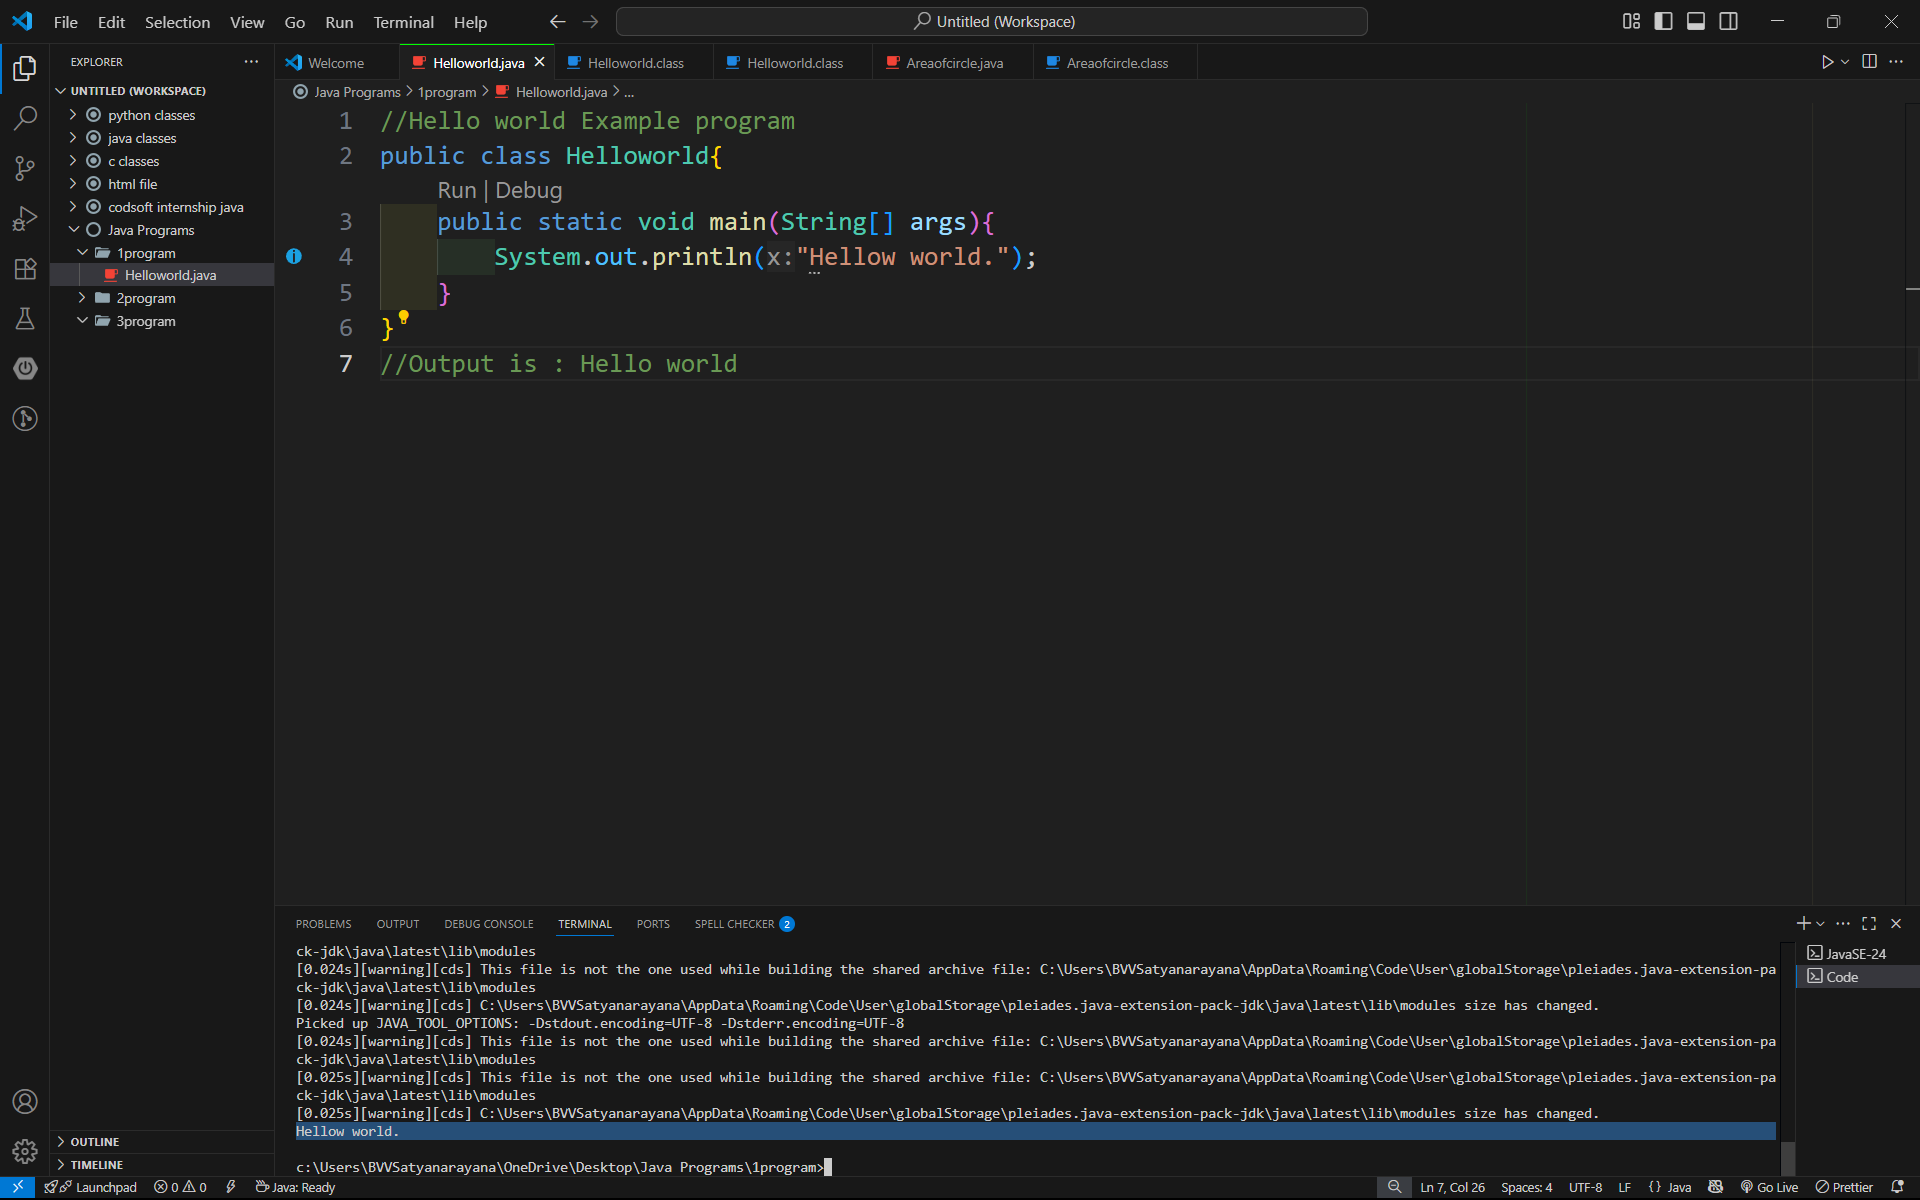 File Edit Selection View Go Run Terminal Help
Untitled (Workspace)
EXPLORER
UNTITLED (WORKSPACE)
python classes
java classes
c classes
html file
codsoft internship java
Java Programs
1program
Helloworld.java
2program
3program
OUTLINE
TIMELINE
Welcome Helloworld.java Helloworld.class Helloworld.class Areaofcircle.java Areaofcircle.class
Java Programs > 1program > Helloworld.java > ...
1 //Hello world Example program
2 public class Helloworld{
Run | Debug
3 public static void main(String[] args){
4 System.out.println(x:"Hellow world.");
5 }
6 }
7 //Output is : Hello world
PROBLEMS OUTPUT DEBUG CONSOLE TERMINAL PORTS SPELL CHECKER 2
ck-jdk\java\latest\lib\modules
[0.024s][warning][cds] This file is not the one used while building the shared archive file: C:\Users\BVVSatyanarayana\AppData\Roaming\Code\User\globalStorage\pleiades.java-extension-pa
ck-jdk\java\latest\lib\modules
[0.024s][warning][cds] C:\Users\BVVSatyanarayana\AppData\Roaming\Code\User\globalStorage\pleiades.java-extension-pack-jdk\java\latest\lib\modules size has changed.
Picked up JAVA_TOOL_OPTIONS: -Dstdout.encoding=UTF-8 -Dstderr.encoding=UTF-8
[0.024s][warning][cds] This file is not the one used while building the shared archive file: C:\Users\BVVSatyanarayana\AppData\Roaming\Code\User\globalStorage\pleiades.java-extension-pa
ck-jdk\java\latest\lib\modules
[0.025s][warning][cds] This file is not the one used while building the shared archive file: C:\Users\BVVSatyanarayana\AppData\Roaming\Code\User\globalStorage\pleiades.java-extension-pa
ck-jdk\java\latest\lib\modules
[0.025s][warning][cds] C:\Users\BVVSatyanarayana\AppData\Roaming\Code\User\globalStorage\pleiades.java-extension-pack-jdk\java\latest\lib\modules size has changed.
Hellow world.
c:\Users\BVVSatyanarayana\OneDrive\Desktop\Java Programs\1program>
JavaSE-24
Code
Launchpad 0 0 Java: Ready Ln 7, Col 26 Spaces: 4 UTF-8 LF {} Java Go Live Prettier